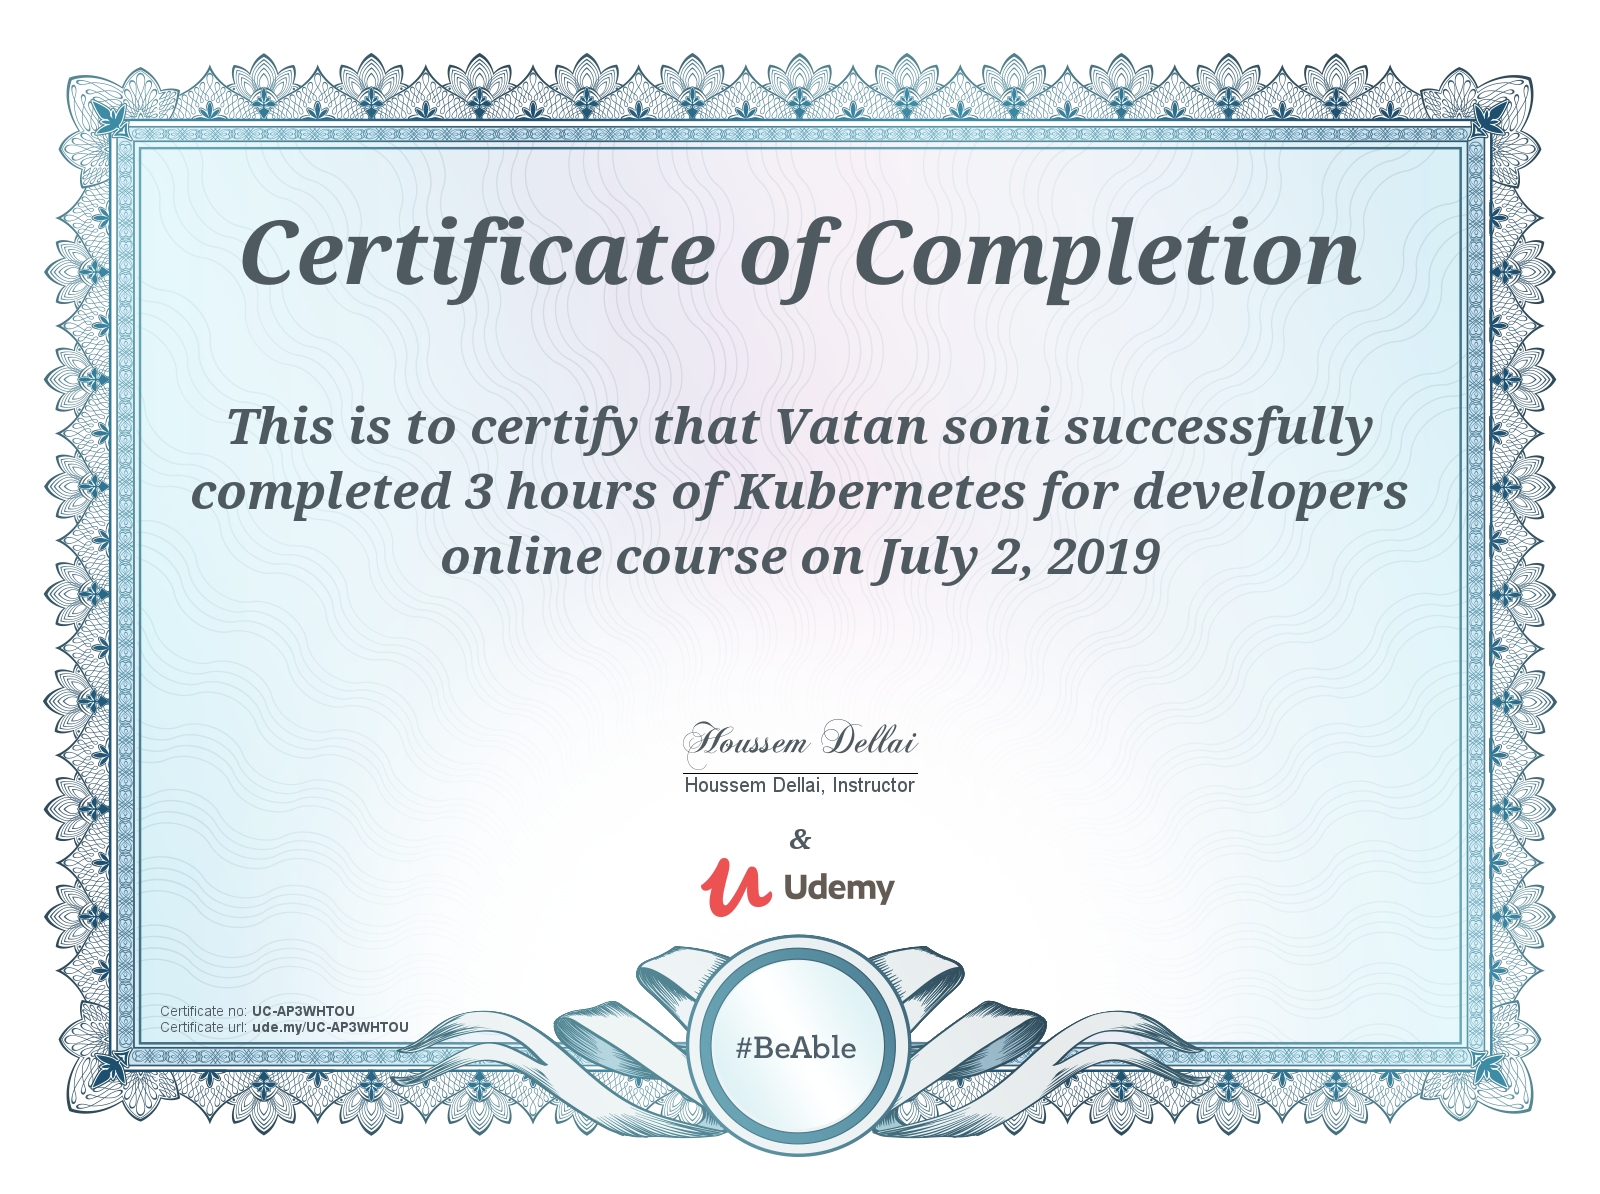 Certificate of Completion
This is to certify that Vatan soni successfully
completed 3 hours of Kubernetes for developers
online course on July 2, 2019
Houssem Dellai
Houssem Dellai, Instructor
&
Udemy
Certificate no: UC-AP3WHTOU
Certificate url: ude.my/UC-AP3WHTOU
#BeAble